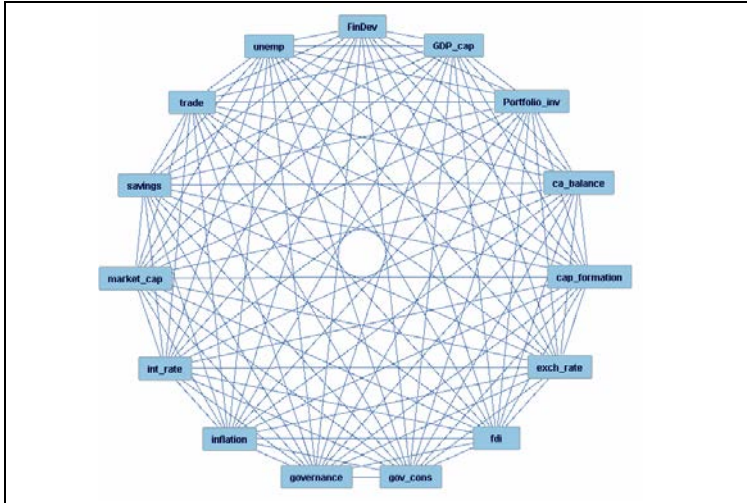 FinDev
unemp
GDP_cap
trade
Portfolio_inv
savings
ca_balance
market_cap
cap_formation
int_rate
exch_rate
inflation
fdi
governance
gov_cons